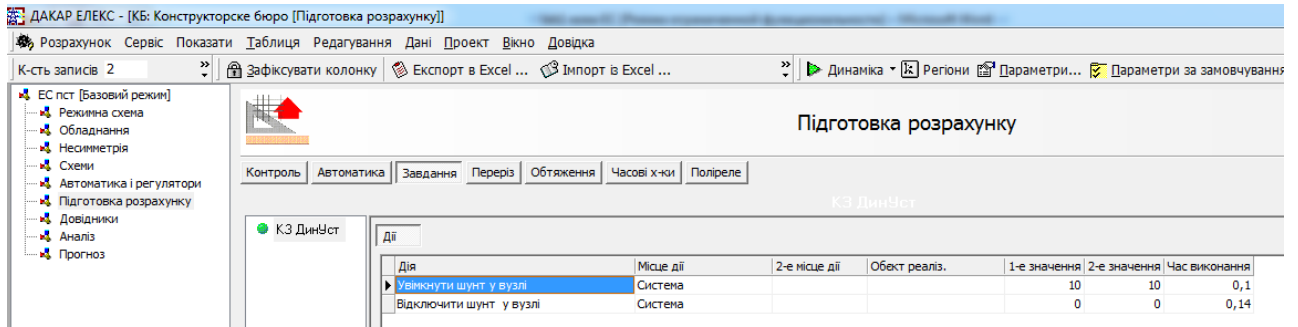 ДАКАР ЕЛЕКС - [КБ: Конструкторске бюро [Підготовка розрахунку]]
Розрахунок Сервіс Показати Таблиця Редагування Дані Проект Вікно Довідка
К-сть записів 2 » Зафіксувати колонку Експорт в Excel ... Імпорт із Excel ... » Динаміка Регіони Параметри... Параметри за замовчування
ЕС пст [Базовий режим]
Режимна схема
Обладнання
Несимметрія
Схеми
Автоматика і регулятори
Підготовка розрахунку
Довідники
Аналіз
Прогноз
Підготовка розрахунку
Контроль Автоматика Завдання Переріз Обтяження Часові х-ки Поліреле
КЗ ДинУст
КЗ ДинУст
Дії
Дія Місце дії 2-е місце дії Обєкт реаліз. 1-е значення 2-е значення Час виконання
Увімкнути шунт у вузлі Система 10 10 0,1
Відключити шунт у вузлі Система 0 0 0,14